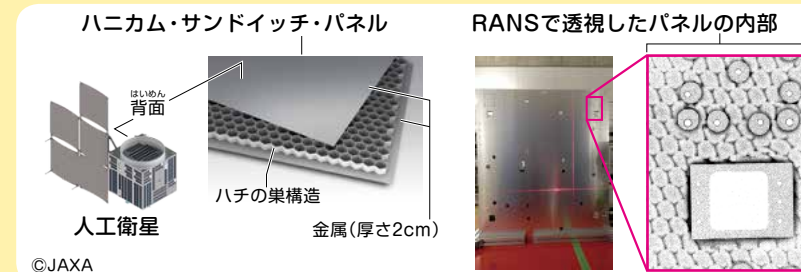 ハニカム・サンドイッチ・パネル
RANSで透視したパネルの内部
はいめん
背面
ハチの巣構造
人工衛星
金属(厚さ2cm)
©JAXA